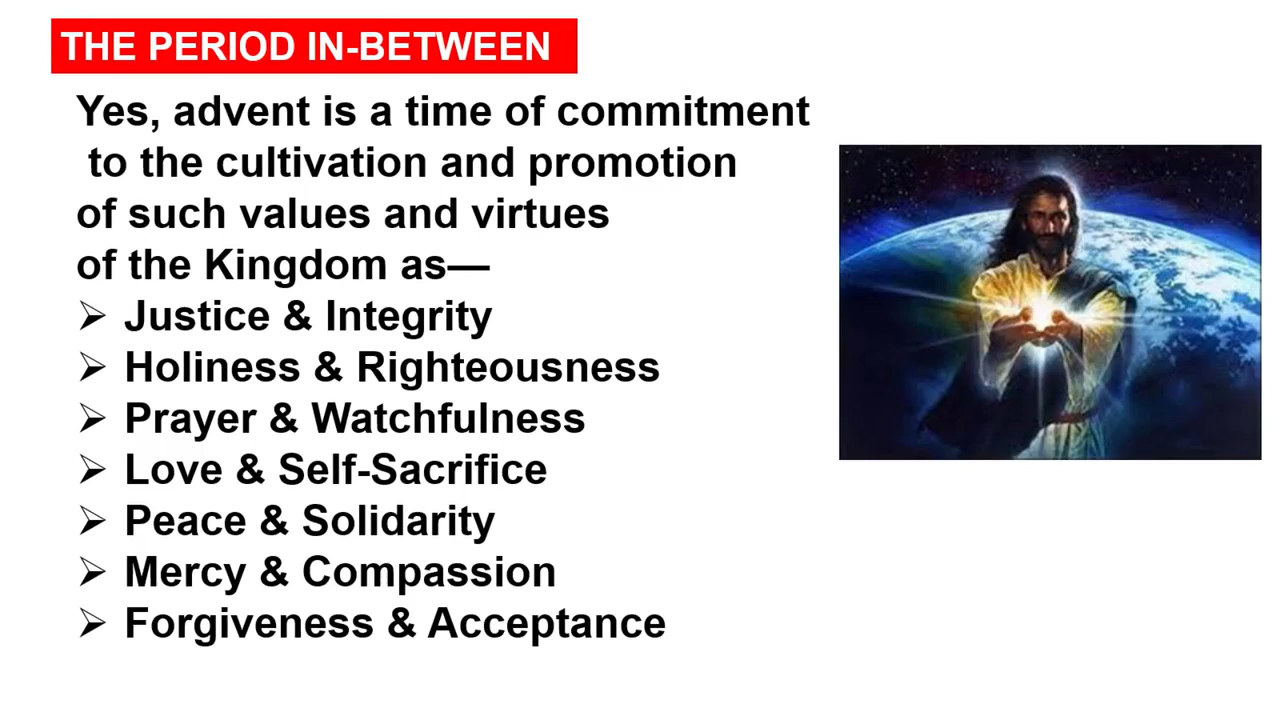 THE PERIOD IN-BETWEEN
Yes, advent is a time of commitment
to the cultivation and promotion
of such values and virtues
of the Kingdom as—
➢ Justice & Integrity
➢ Holiness & Righteousness
➢ Prayer & Watchfulness
➢ Love & Self-Sacrifice
➢ Peace & Solidarity
➢ Mercy & Compassion
➢ Forgiveness & Acceptance